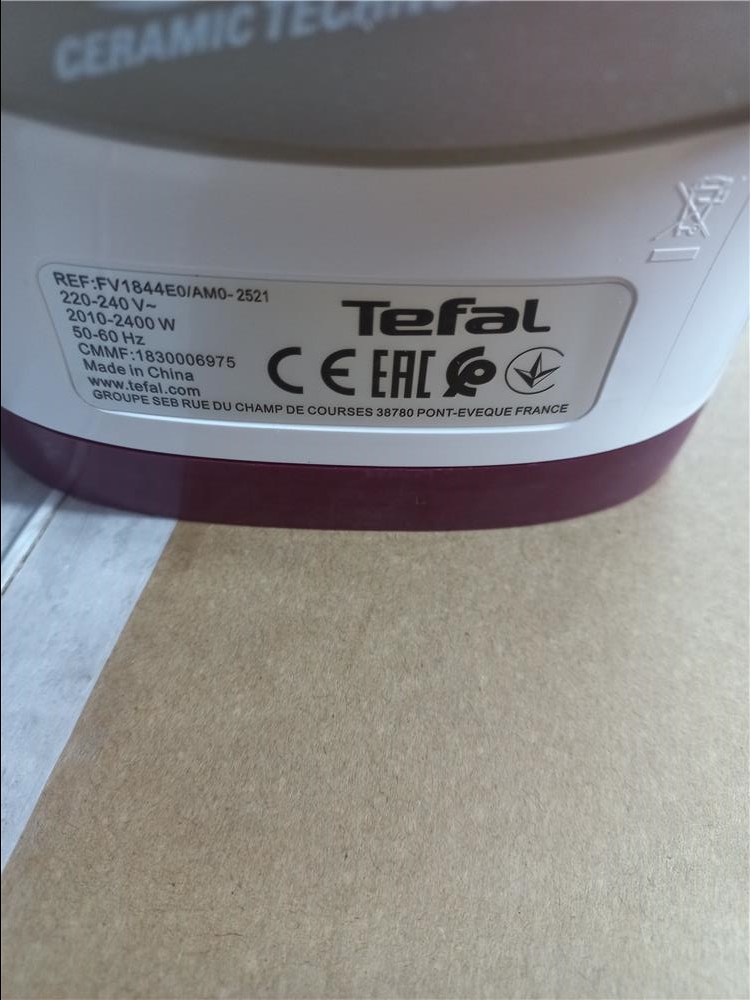 CERAMIC
REF:FV1844E0/AM0-2521
220-240 V~
2010-2400 W
50-60 Hz
CMMF:1830006975
Made in China
www.tefal.com
GROUPE SEB RUE DU CHAMP DE COURSES 38780 PONT-EVEQUE FRANCE
Tefal
CE EAC